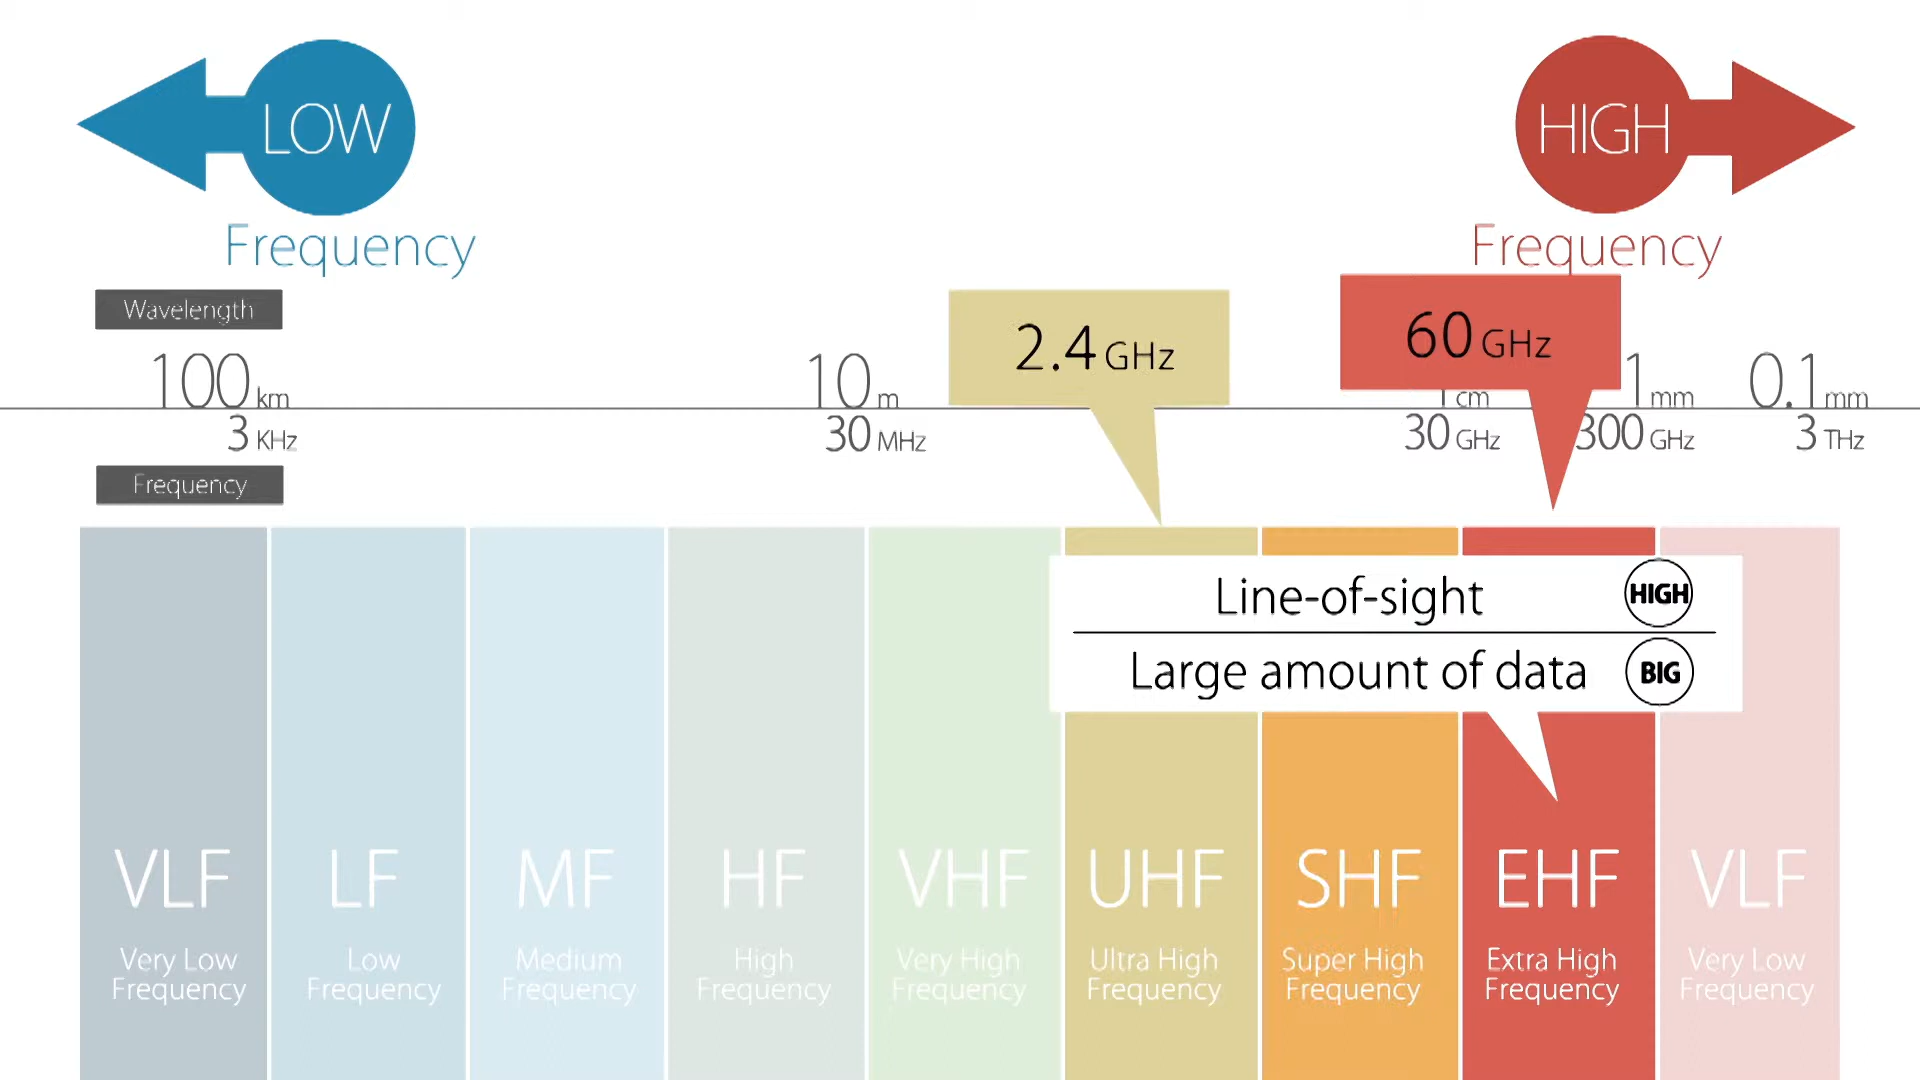 LOW
HIGH
Frequency
Frequency
Wavelength
2.4 GHz
60 GHz
100 km
10 m
1 cm
1 mm
0.1 mm
3 KHz
30 MHz
30 GHz
300 GHz
3 THz
Frequency
Line-of-sight HIGH
Large amount of data BIG
VLF
Very Low
Frequency
LF
Low
Frequency
MF
Medium
Frequency
HF
High
Frequency
VHF
Very High
Frequency
UHF
Ultra High
Frequency
SHF
Super High
Frequency
EHF
Extra High
Frequency
VLF
Very Low
Frequency